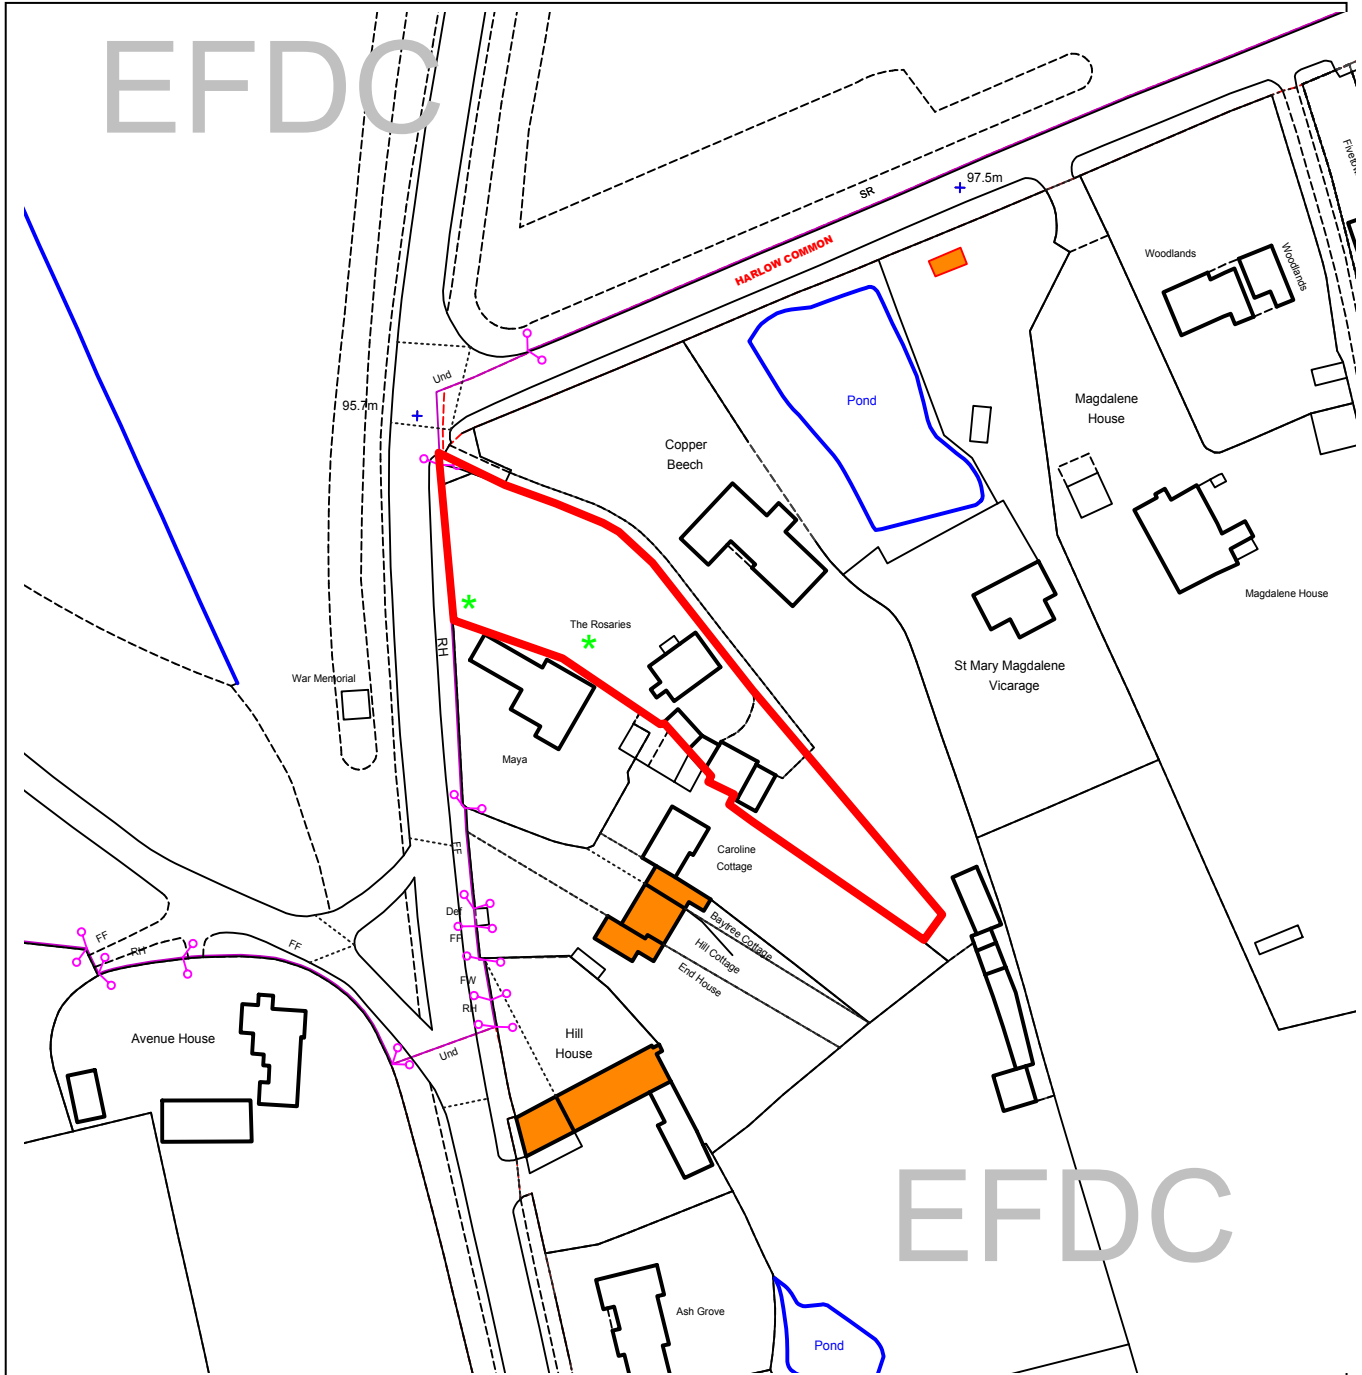 EFDC
97.5m
SR
HARLOW COMMON
Woodlands
Woodlands
Und
95.7m
Pond
Magdalene
House
Copper
Beech
Magdalene House
The Rosaries
RH
War Memorial
St Mary Magdalene
Vicarage
Maya
FF
Caroline
Cottage
Def
FF
Baytree Cottage
Hill Cottage
End House
FF
RH
FF
FW
RH
Avenue House
Hill
House
Und
EFDC
Ash Grove
Pond